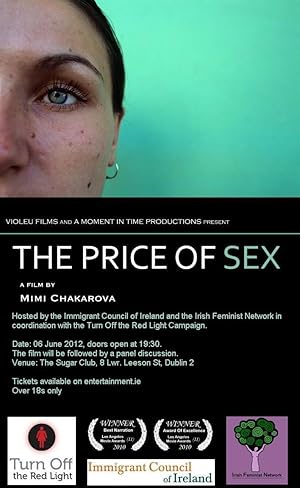 VIOLEU FILMS AND A MOMENT IN TIME PRODUCTIONS PRESENT
THE PRICE OF SEX
A FILM BY
MIMI CHAKAROVA
Hosted by the Immigrant Council of Ireland and the Irish Feminist Network in
coordination with the Turn Off the Red Light Campaign.
Date: 06 June 2012, doors open at 19:30.
The film will be followed by a panel discussion.
Venue: The Sugar Club, 8 Lwr. Leeson St, Dublin 2
Tickets available on entertainment.ie
Over 18s only
Turn Off
the Red Light
WINNER
Best Narration
Los Angeles
Movie Awards
2010
WINNER
Award Of Excellence
Los Angeles
Movie Awards
2010
Immigrant Council
of Ireland
Irish Feminist Network